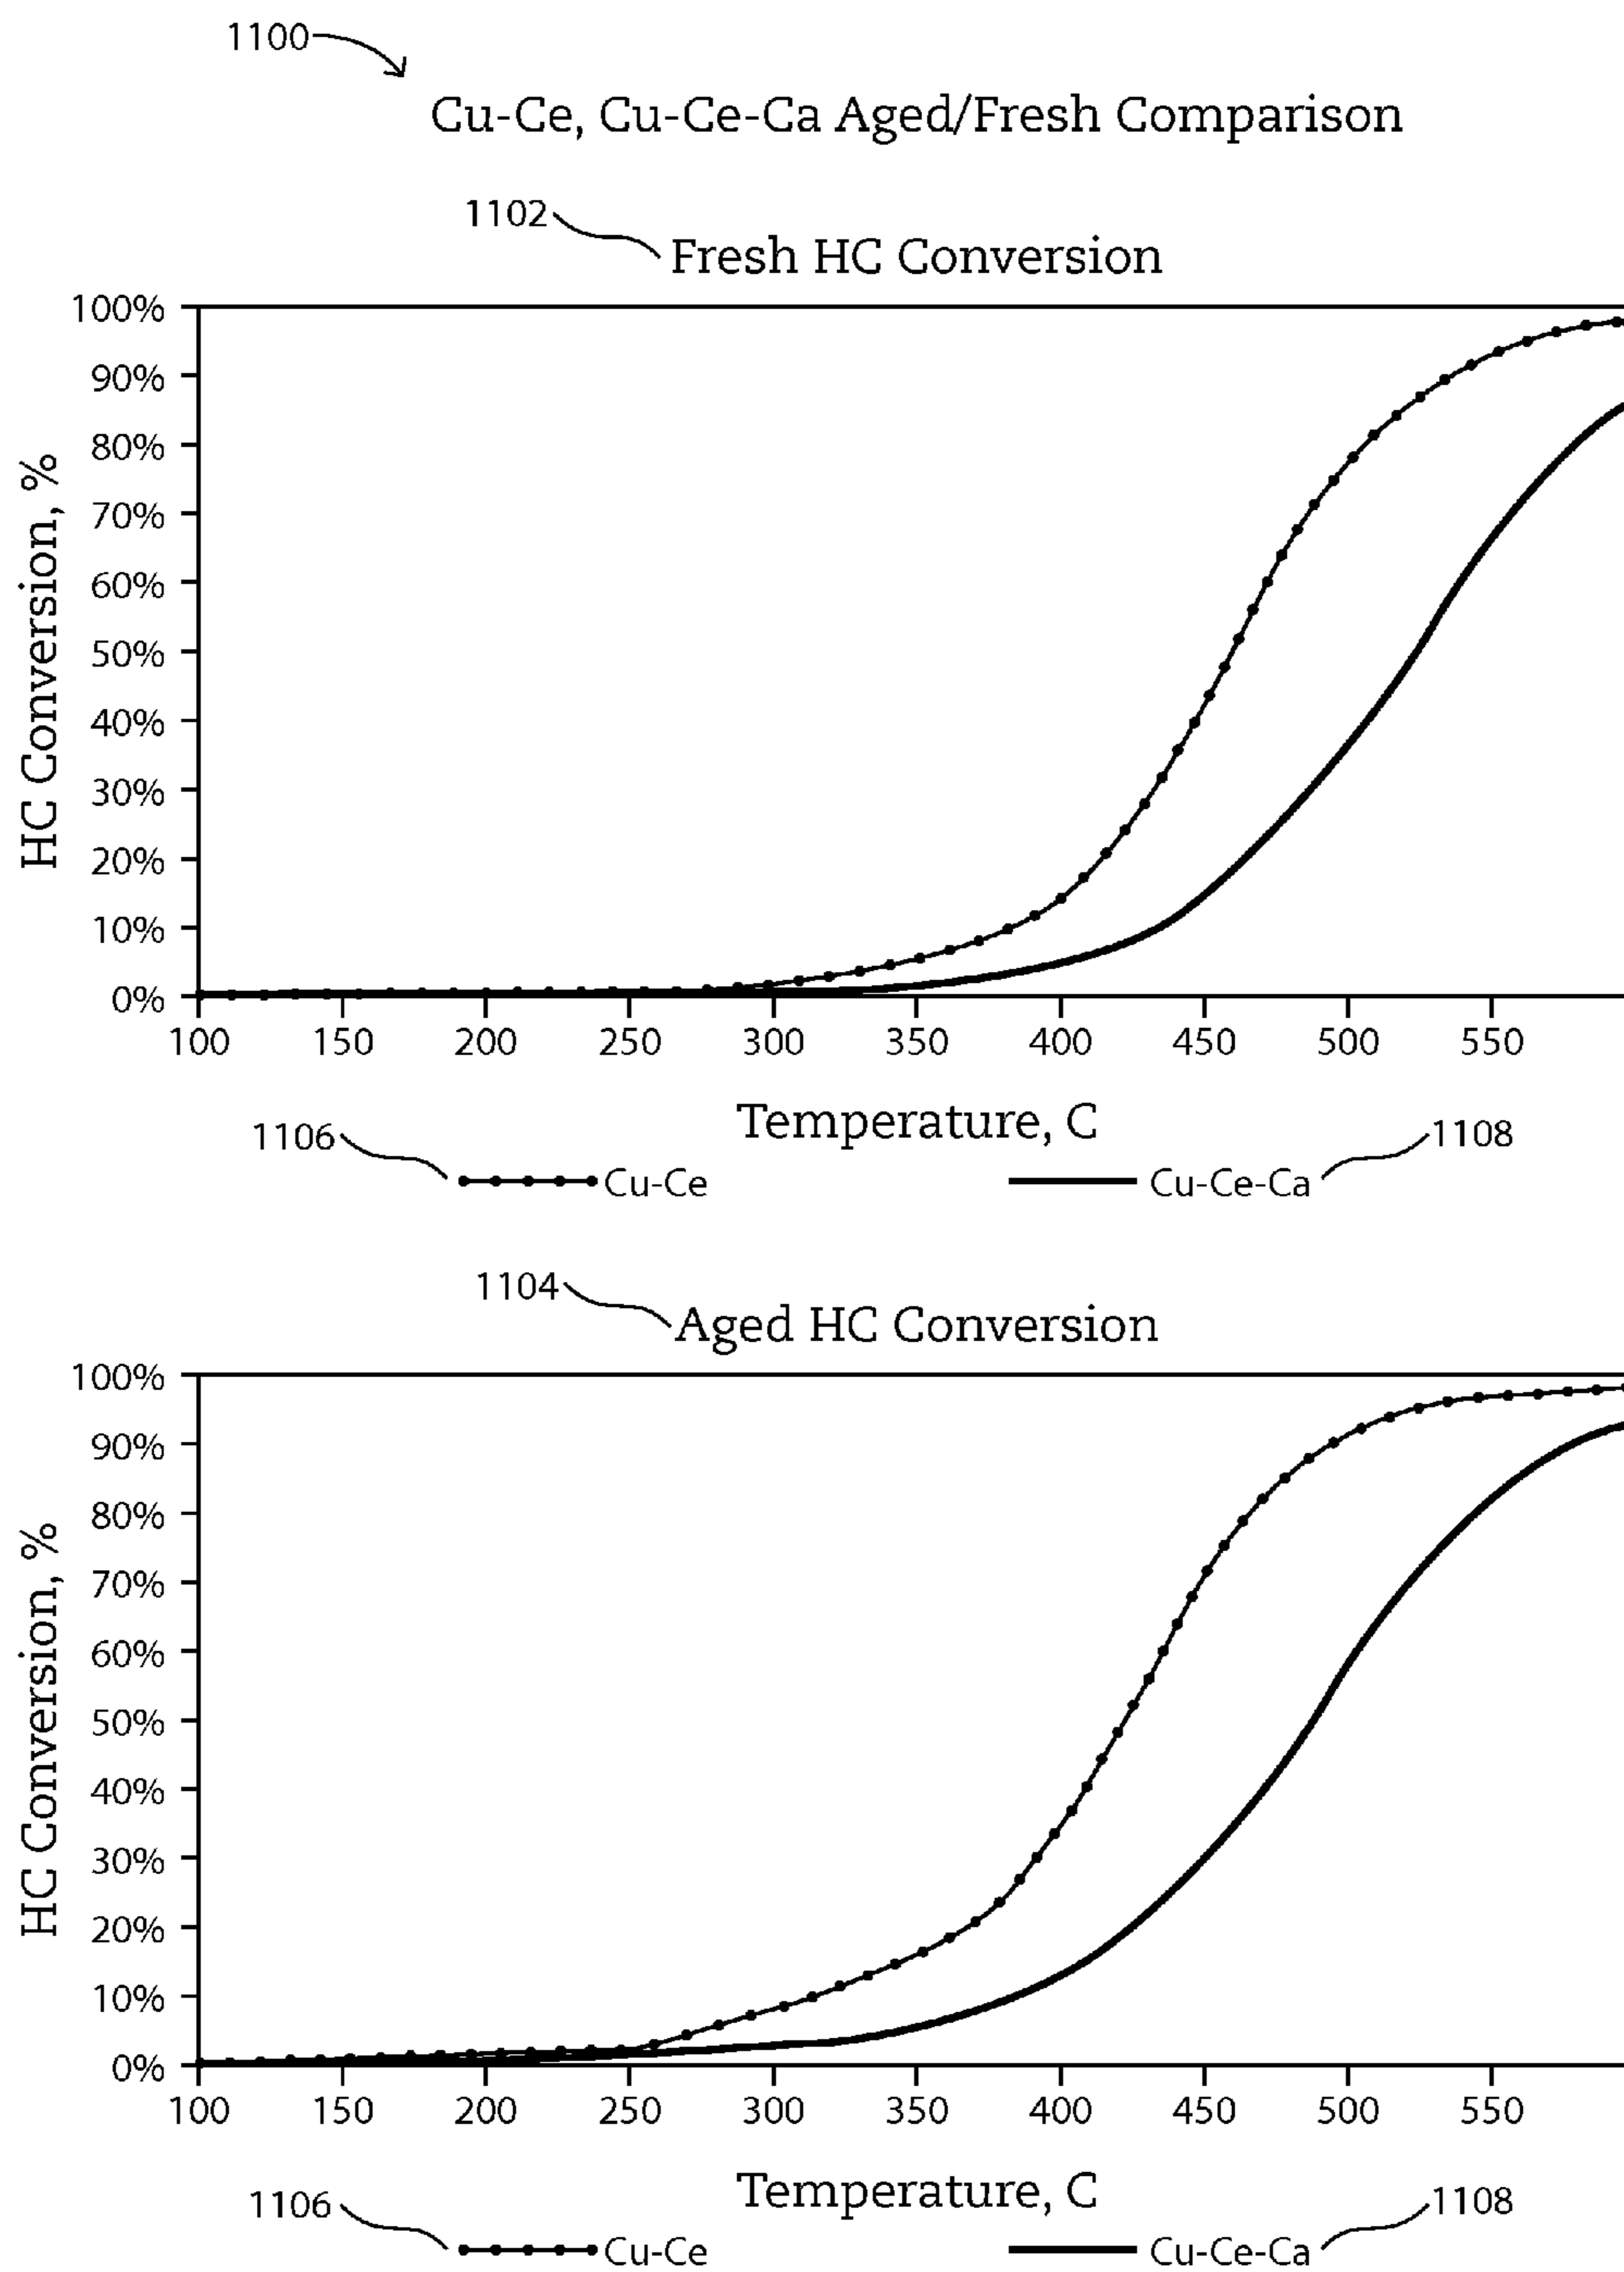 1100
Cu-Ce, Cu-Ce-Ca Aged/Fresh Comparison
1102
Fresh HC Conversion
HC Conversion, %
100%
90%
80%
70%
60%
50%
40%
30%
20%
10%
0%
100 150 200 250 300 350 400 450 500 550
Temperature, C
1106
1108
Cu-Ce
Cu-Ce-Ca
1104
Aged HC Conversion
HC Conversion, %
100%
90%
80%
70%
60%
50%
40%
30%
20%
10%
0%
100 150 200 250 300 350 400 450 500 550
Temperature, C
1106
1108
Cu-Ce
Cu-Ce-Ca